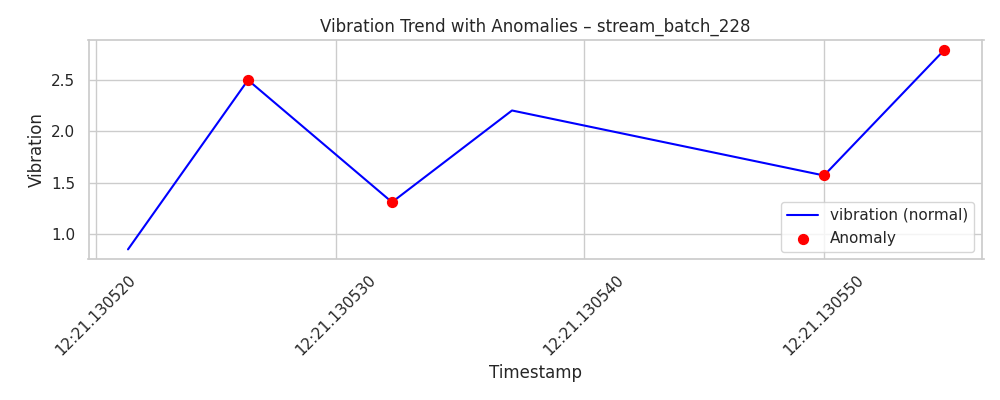 Vibration Trend with Anomalies – stream_batch_228
Vibration
2.5
2.0
1.5
1.0
vibration (normal)
Anomaly
12:21.130520
12:21.130530
12:21.130540
12:21.130550
Timestamp